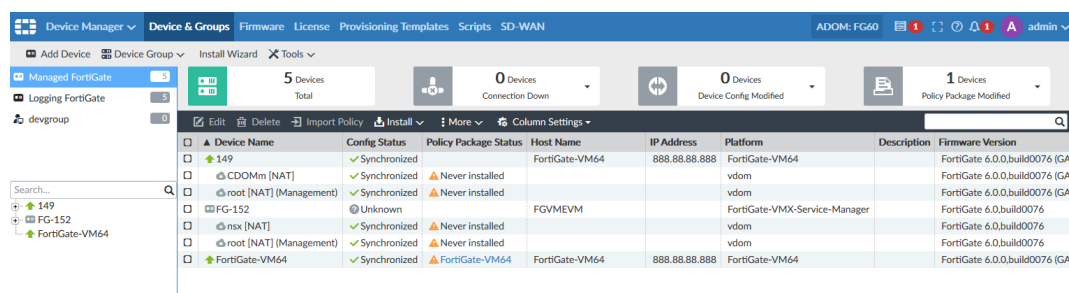 Device Manager Device & Groups Firmware License Provisioning Templates Scripts SD-WAN ADOM: FG60 1 1 A admin
Add Device Device Group Install Wizard Tools
Managed FortiGate 5
Logging FortiGate 5
devgroup 0
5 Devices
Total
0 Devices
Connection Down
0 Devices
Device Config Modified
1 Devices
Policy Package Modified
Edit Delete Import Policy Install More Column Settings
Device Name Config Status Policy Package Status Host Name IP Address Platform Description Firmware Version
149 Synchronized FortiGate-VM64 888.88.88.888 FortiGate-VM64 FortiGate 6.0.0,build0076 (GA
CDOMm [NAT] Synchronized Never installed vdom FortiGate 6.0.0,build0076
root [NAT] (Management) Synchronized Never installed vdom FortiGate 6.0.0,build0076
FG-152 Unknown FGVMEVM FortiGate-VMX-Service-Manager FortiGate 6.0,build0076
nsx [NAT] Synchronized Never installed vdom FortiGate 6.0,build0076
root [NAT] (Management) Synchronized Never installed vdom FortiGate 6.0,build0076
FortiGate-VM64 Synchronized FortiGate-VM64 FortiGate-VM64 888.88.88.888 FortiGate-VM64 FortiGate 6.0.0,build0076 (GA
Search...
149
FG-152
FortiGate-VM64